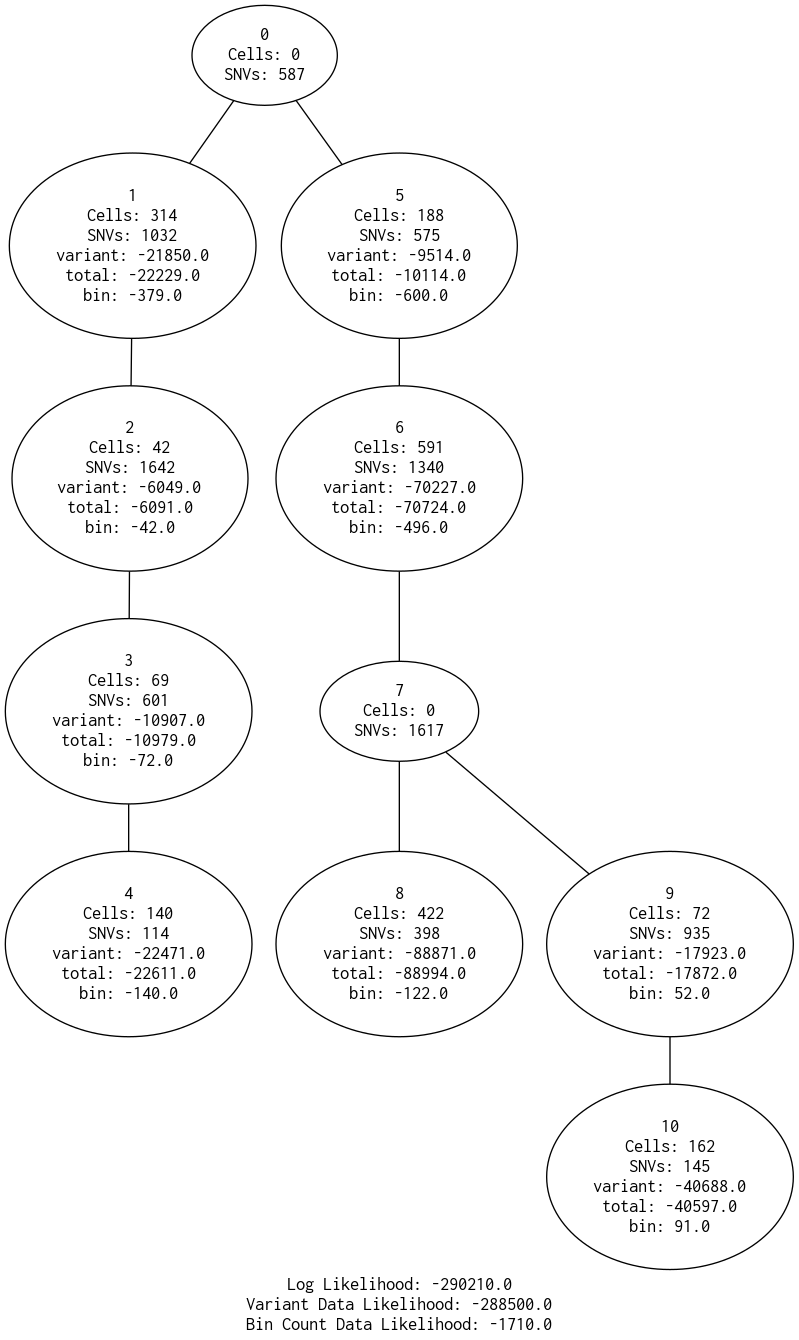 0
Cells: 0
SNVs: 587
1
Cells: 314
SNVs: 1032
variant: -21850.0
total: -22229.0
bin: -379.0
5
Cells: 188
SNVs: 575
variant: -9514.0
total: -10114.0
bin: -600.0
2
Cells: 42
SNVs: 1642
variant: -6049.0
total: -6091.0
bin: -42.0
6
Cells: 591
SNVs: 1340
variant: -70227.0
total: -70724.0
bin: -496.0
3
Cells: 69
SNVs: 601
variant: -10907.0
total: -10979.0
bin: -72.0
7
Cells: 0
SNVs: 1617
4
Cells: 140
SNVs: 114
variant: -22471.0
total: -22611.0
bin: -140.0
8
Cells: 422
SNVs: 398
variant: -88871.0
total: -88994.0
bin: -122.0
9
Cells: 72
SNVs: 935
variant: -17923.0
total: -17872.0
bin: 52.0
10
Cells: 162
SNVs: 145
variant: -40688.0
total: -40597.0
bin: 91.0
Log Likelihood: -290210.0
Variant Data Likelihood: -288500.0
Bin Count Data Likelihood: -1710.0